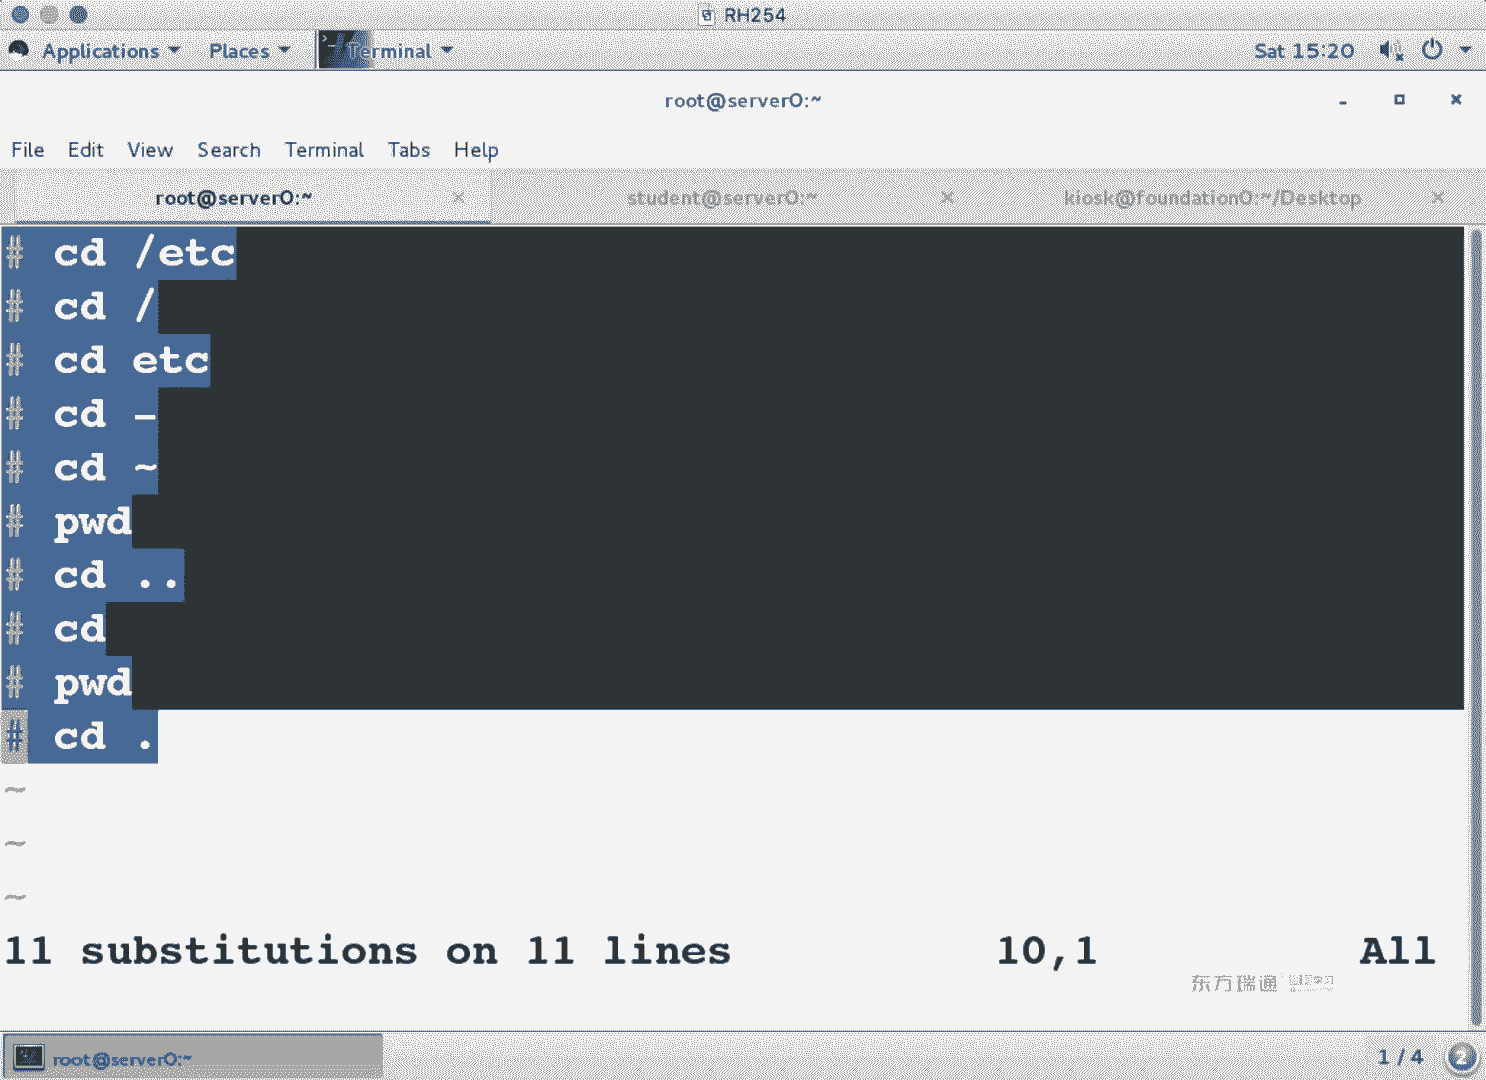 RH254
Applications Places Terminal Sat 15:20
root@server0:~
File Edit View Search Terminal Tabs Help
root@server0:~ student@server0:~ kiosk@foundation0:~/Desktop
# cd /etc
# cd /
# cd etc
# cd -
# cd ~
# pwd
# cd ..
# cd
# pwd
# cd .
~
~
~
11 substitutions on 11 lines 10,1 All
东方瑞通
root@server0:~ 1 / 4 2